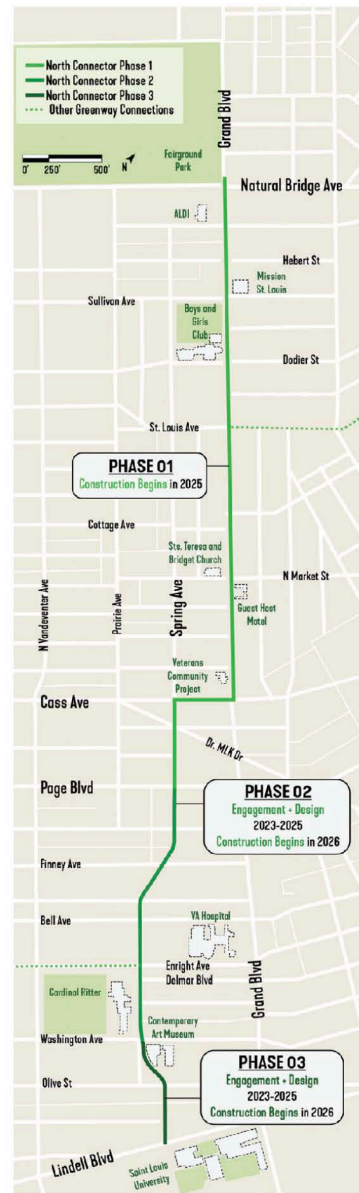 North Connector Phase 1
North Connector Phase 2
North Connector Phase 3
Other Greenway Connections
0' 250' 500'
N
Grand Blvd
Fairground
Park
Natural Bridge Ave
ALDI
Hebert St
Mission
St. Louis
Sullivan Ave
Boys and
Girls
Club
Dodier St
St. Louis Ave
PHASE 01
Construction Begins in 2025
Cottage Ave
Sts. Teresa and
Bridget Church
N Market St
N Vandeventer Ave
Prairie Ave
Spring Ave
Guest Host
Motel
Veterans
Community
Project
Cass Ave
Dr. MLK Dr
Page Blvd
PHASE 02
Engagement + Design
2023-2025
Construction Begins in 2026
Finney Ave
Bell Ave
VA Hospital
Enright Ave
Delmar Blvd
Grand Blvd
Cardinal Ritter
Contemporary
Art Museum
Washington Ave
Olive St
PHASE 03
Engagement + Design
2023-2025
Construction Begins in 2026
Lindell Blvd
Saint Louis
University